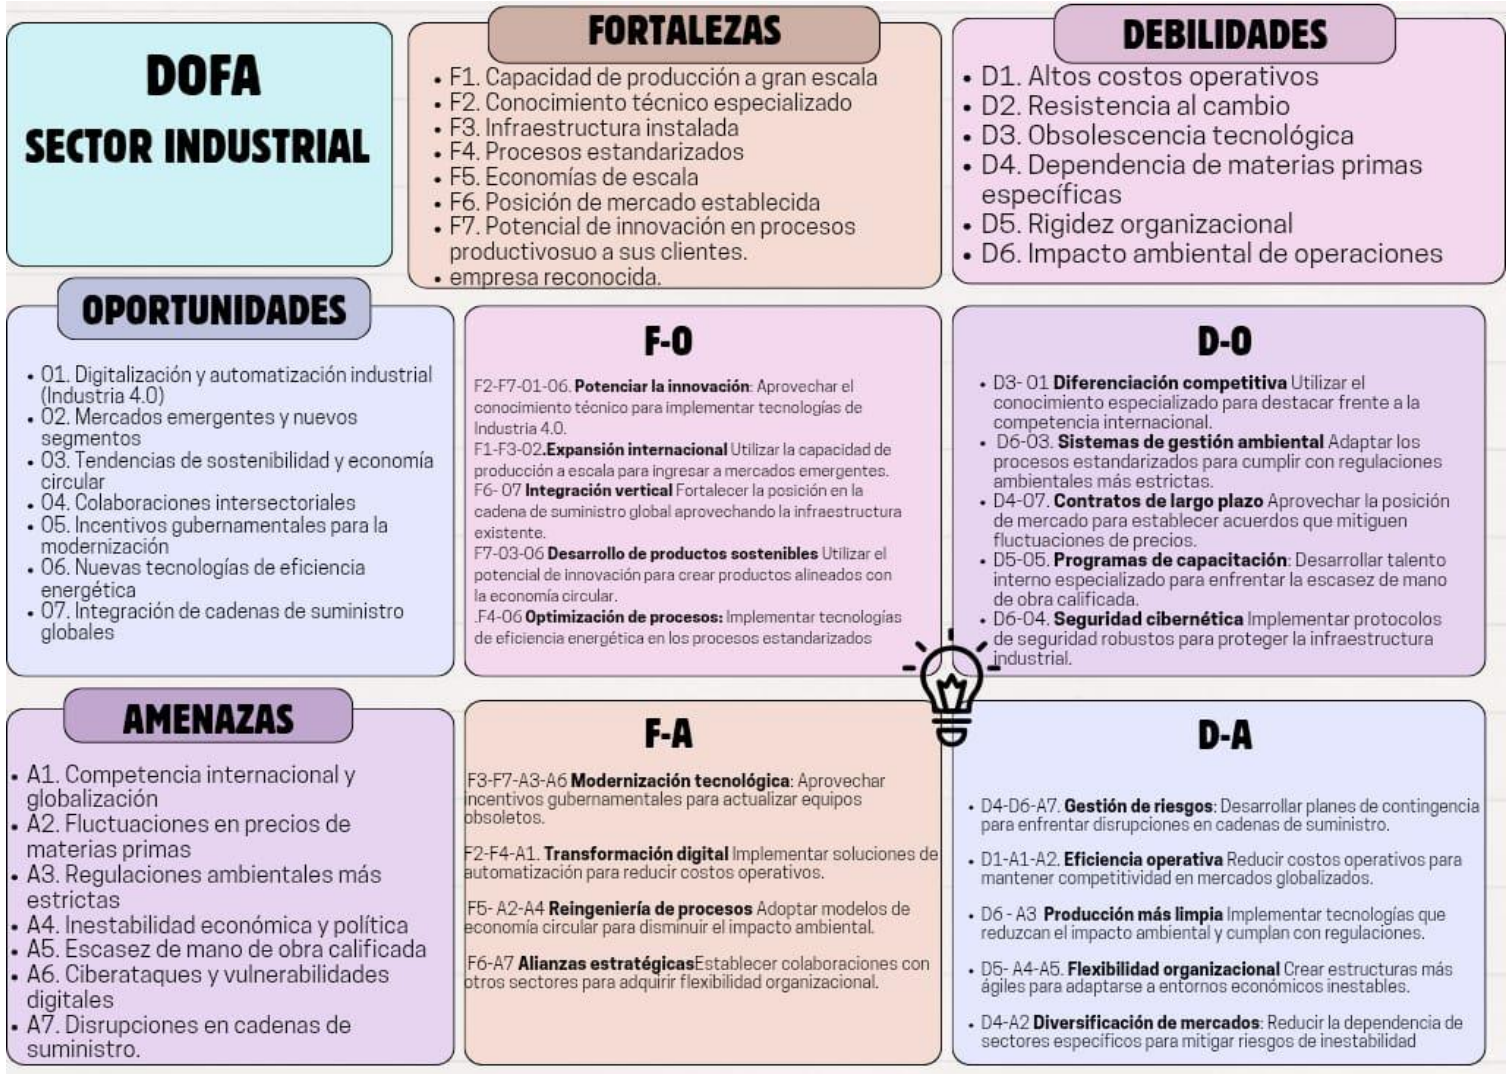 DOFA
SECTOR INDUSTRIAL
FORTALEZAS
• F1. Capacidad de producción a gran escala
• F2. Conocimiento técnico especializado
• F3. Infraestructura instalada
• F4. Procesos estandarizados
• F5. Economías de escala
• F6. Posición de mercado establecida
• F7. Potencial de innovación en procesos
productivosuo a sus clientes.
• empresa reconocida.
DEBILIDADES
• D1. Altos costos operativos
• D2. Resistencia al cambio
• D3. Obsolescencia tecnológica
• D4. Dependencia de materias primas
específicas
• D5. Rigidez organizacional
• D6. Impacto ambiental de operaciones
OPORTUNIDADES
• 01. Digitalización y automatización industrial
(Industria 4.0)
• 02. Mercados emergentes y nuevos
segmentos
• 03. Tendencias de sostenibilidad y economía
circular
• 04. Colaboraciones intersectoriales
• 05. Incentivos gubernamentales para la
modernización
• 06. Nuevas tecnologías de eficiencia
energética
• 07. Integración de cadenas de suministro
globales
F-O
F2-F7-01-06. Potenciar la innovación: Aprovechar el
conocimiento técnico para implementar tecnologías de
Industria 4.0.
F1-F3-02.Expansión internacional Utilizar la capacidad de
producción a escala para ingresar a mercados emergentes.
F6- 07 Integración vertical Fortalecer la posición en la
cadena de suministro global aprovechando la infraestructura
existente.
F7-03-06 Desarrollo de productos sostenibles Utilizar el
potencial de innovación para crear productos alineados con
la economía circular.
.F4-06 Optimización de procesos: Implementar tecnologías
de eficiencia energética en los procesos estandarizados
D-O
• D3- 01 Diferenciación competitiva Utilizar el
conocimiento especializado para destacar frente a la
competencia internacional.
• D6-03. Sistemas de gestión ambiental Adaptar los
procesos estandarizados para cumplir con regulaciones
ambientales más estrictas.
• D4-07. Contratos de largo plazo Aprovechar la posición
de mercado para establecer acuerdos que mitiguen
fluctuaciones de precios.
• D5-05. Programas de capacitación: Desarrollar talento
interno especializado para enfrentar la escasez de mano
de obra calificada.
• D6-04. Seguridad cibernética Implementar protocolos
de seguridad robustos para proteger la infraestructura
industrial.
AMENAZAS
• A1. Competencia internacional y
globalización
• A2. Fluctuaciones en precios de
materias primas
• A3. Regulaciones ambientales más
estrictas
• A4. Inestabilidad económica y política
• A5. Escasez de mano de obra calificada
• A6. Ciberataques y vulnerabilidades
digitales
• A7. Disrupciones en cadenas de
suministro.
F-A
F3-F7-A3-A6 Modernización tecnológica: Aprovechar
incentivos gubernamentales para actualizar equipos
obsoletos.
F2-F4-A1. Transformación digital Implementar soluciones de
automatización para reducir costos operativos.
F5- A2-A4 Reingeniería de procesos Adoptar modelos de
economía circular para disminuir el impacto ambiental.
F6-A7 Alianzas estratégicasEstablecer colaboraciones con
otros sectores para adquirir flexibilidad organizacional.
D-A
• D4-D6-A7. Gestión de riesgos: Desarrollar planes de contingencia
para enfrentar disrupciones en cadenas de suministro.
• D1-A1-A2. Eficiencia operativa Reducir costos operativos para
mantener competitividad en mercados globalizados.
• D6 - A3 Producción más limpia Implementar tecnologías que
reduzcan el impacto ambiental y cumplan con regulaciones.
• D5- A4-A5. Flexibilidad organizacional Crear estructuras más
ágiles para adaptarse a entornos económicos inestables.
• D4-A2 Diversificación de mercados: Reducir la dependencia de
sectores específicos para mitigar riesgos de inestabilidad